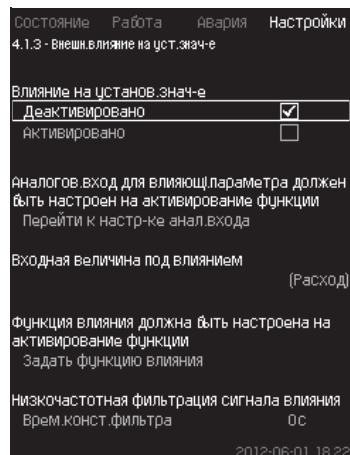 Состояние Работа Авария Настройки
4.1.3 - Внешн.влияние на уст.знач-е
Влияние на установ.знач-е
Деактивировано
Активировано
Аналогов.вход для влияющ.параметра должен
быть настроен на активирование функции
Перейти к настр-ке анал.входа
Входная величина под влиянием
(Расход)
Функция влияния должна быть настроена на
активирование функции
Задать функцию влияния
Низкочастотная фильтрация сигнала влияния
Врем.конст.фильтра 0с
2012-06-01 18:22